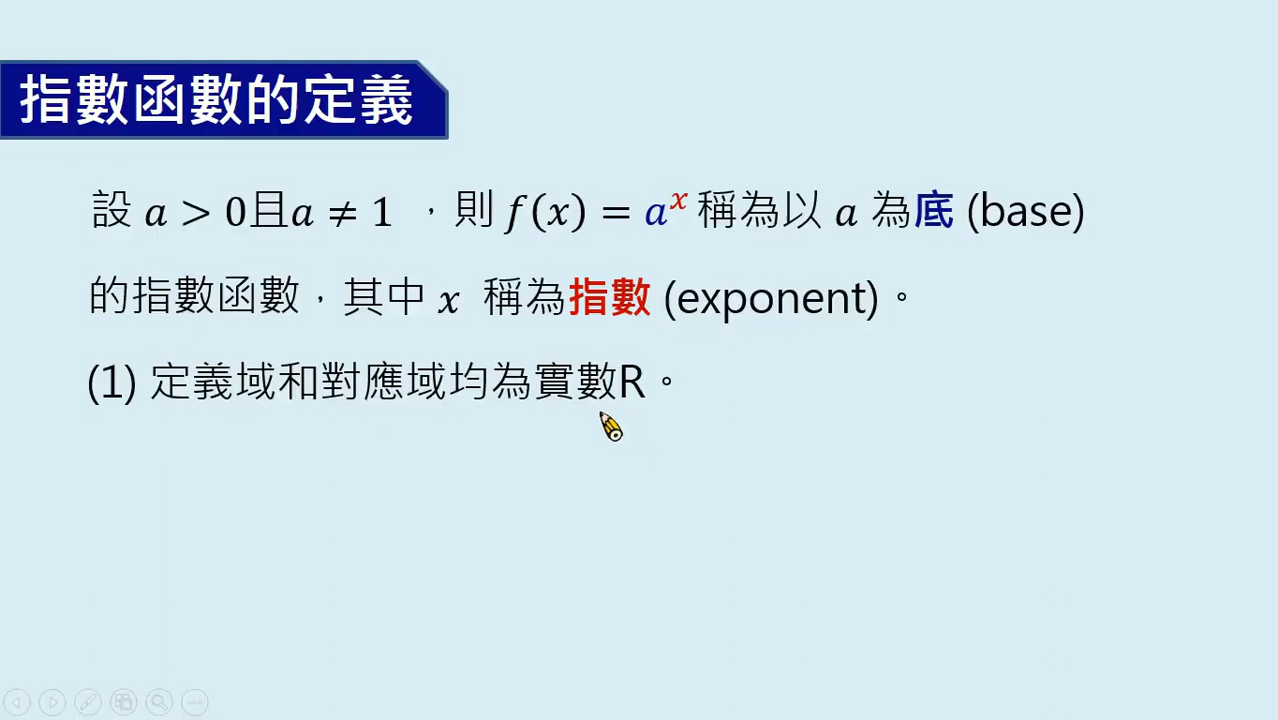 指數函數的定義
設 a > 0且a ≠ 1 ，則 f(x) = aˣ 稱為以 a 為底 (base)
的指數函數，其中 x 稱為指數 (exponent)。
(1) 定義域和對應域均為實數R。